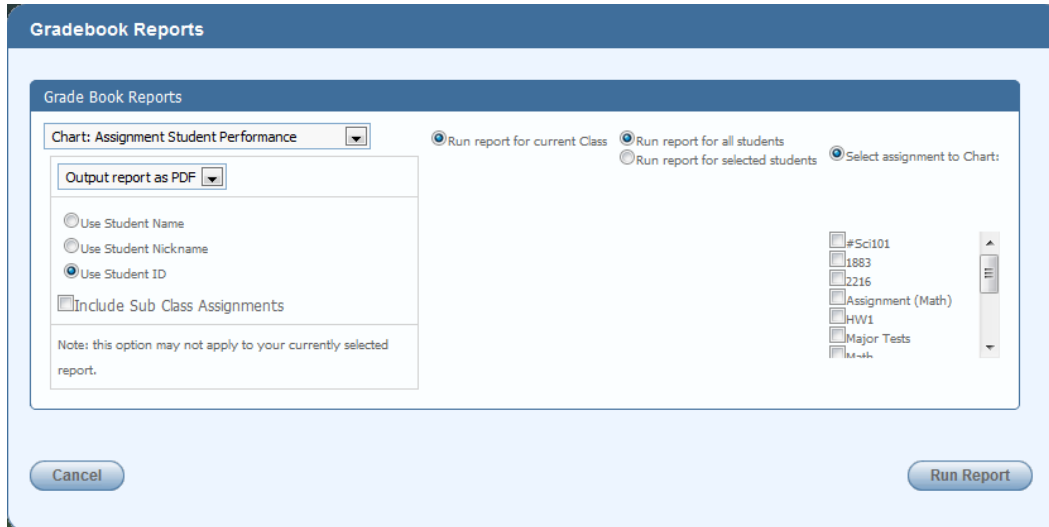 Gradebook Reports
Grade Book Reports
Chart: Assignment Student Performance
Output report as PDF
Use Student Name
Use Student Nickname
Use Student ID
Include Sub Class Assignments
Note: this option may not apply to your currently selected
report.
Run report for current Class
Run report for all students
Run report for selected students
Select assignment to Chart:
#Sci101
1883
2216
Assignment (Math)
HW1
Major Tests
Math
Cancel
Run Report